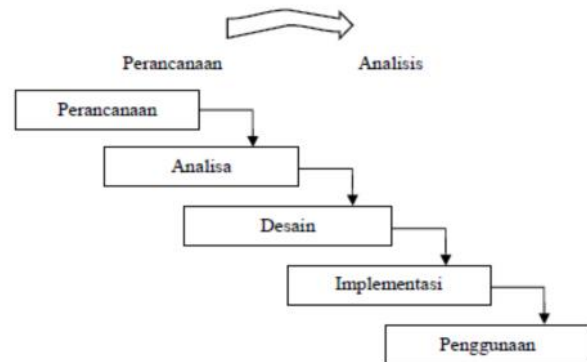 Perancanaan Analisis
Perancanaan
Analisa
Desain
Implementasi
Penggunaan